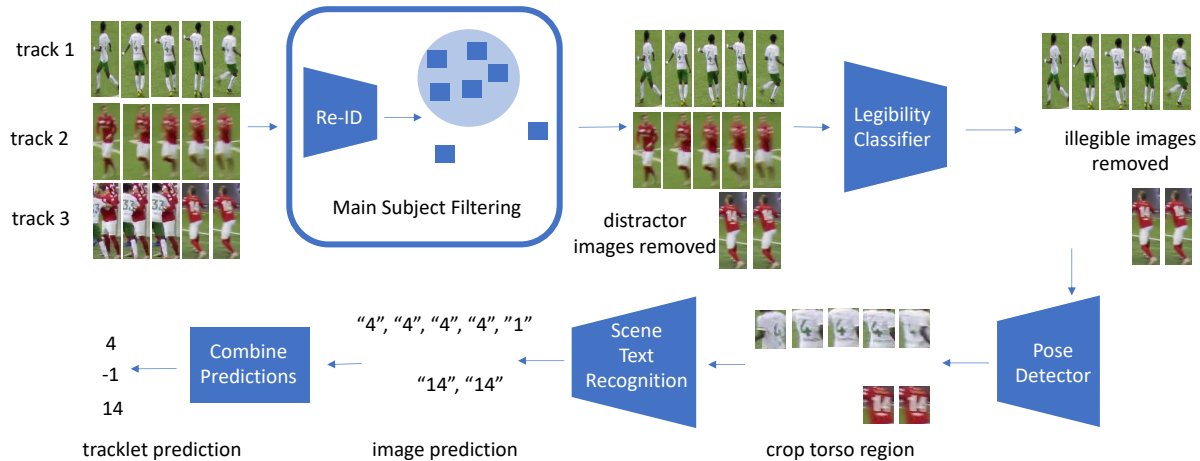 track 1
track 2
track 3
Re-ID
Main Subject Filtering
distractor
images removed
Legibility
Classifier
illegible images
removed
Pose
Detector
crop torso region
Scene
Text
Recognition
“4”, “4”, “4”, “4”, ”1”
“14”, “14”
image prediction
Combine
Predictions
4
-1
14
tracklet prediction